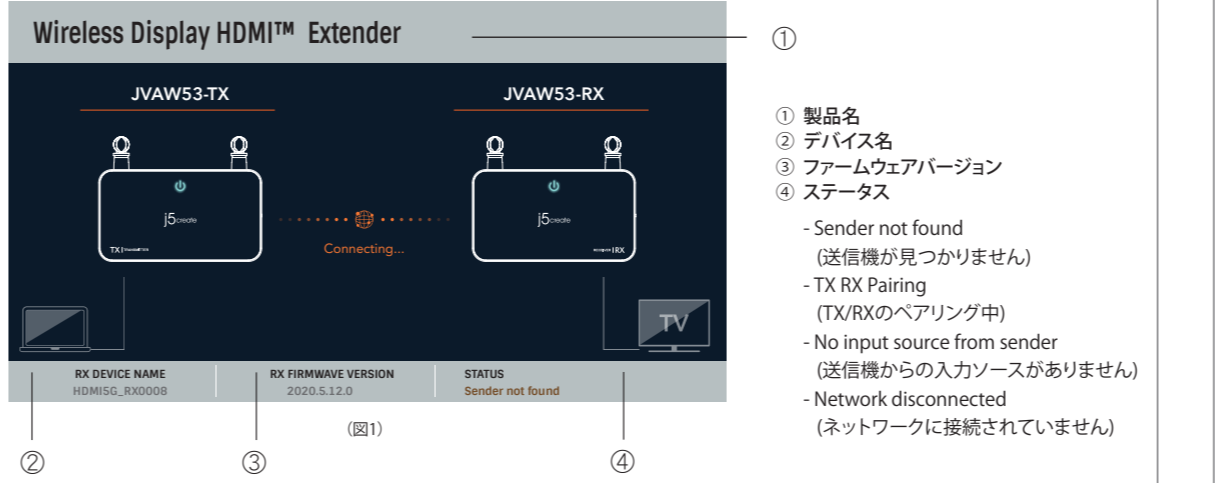 Wireless Display HDMI™ Extender
①
JVAW53-TX
JVAW53-RX
j5create
TX
j5create
RX
Connecting...
TV
RX DEVICE NAME
HDMI5G_RX0008
RX FIRMWAVE VERSION
2020.5.12.0
STATUS
Sender not found
(図1)
②
③
④
① 製品名
② デバイス名
③ ファームウェアバージョン
④ ステータス
- Sender not found
(送信機が見つかりません)
- TX RX Pairing
(TX/RXのペアリング中)
- No input source from sender
(送信機からの入力ソースがありません)
- Network disconnected
(ネットワークに接続されていません)